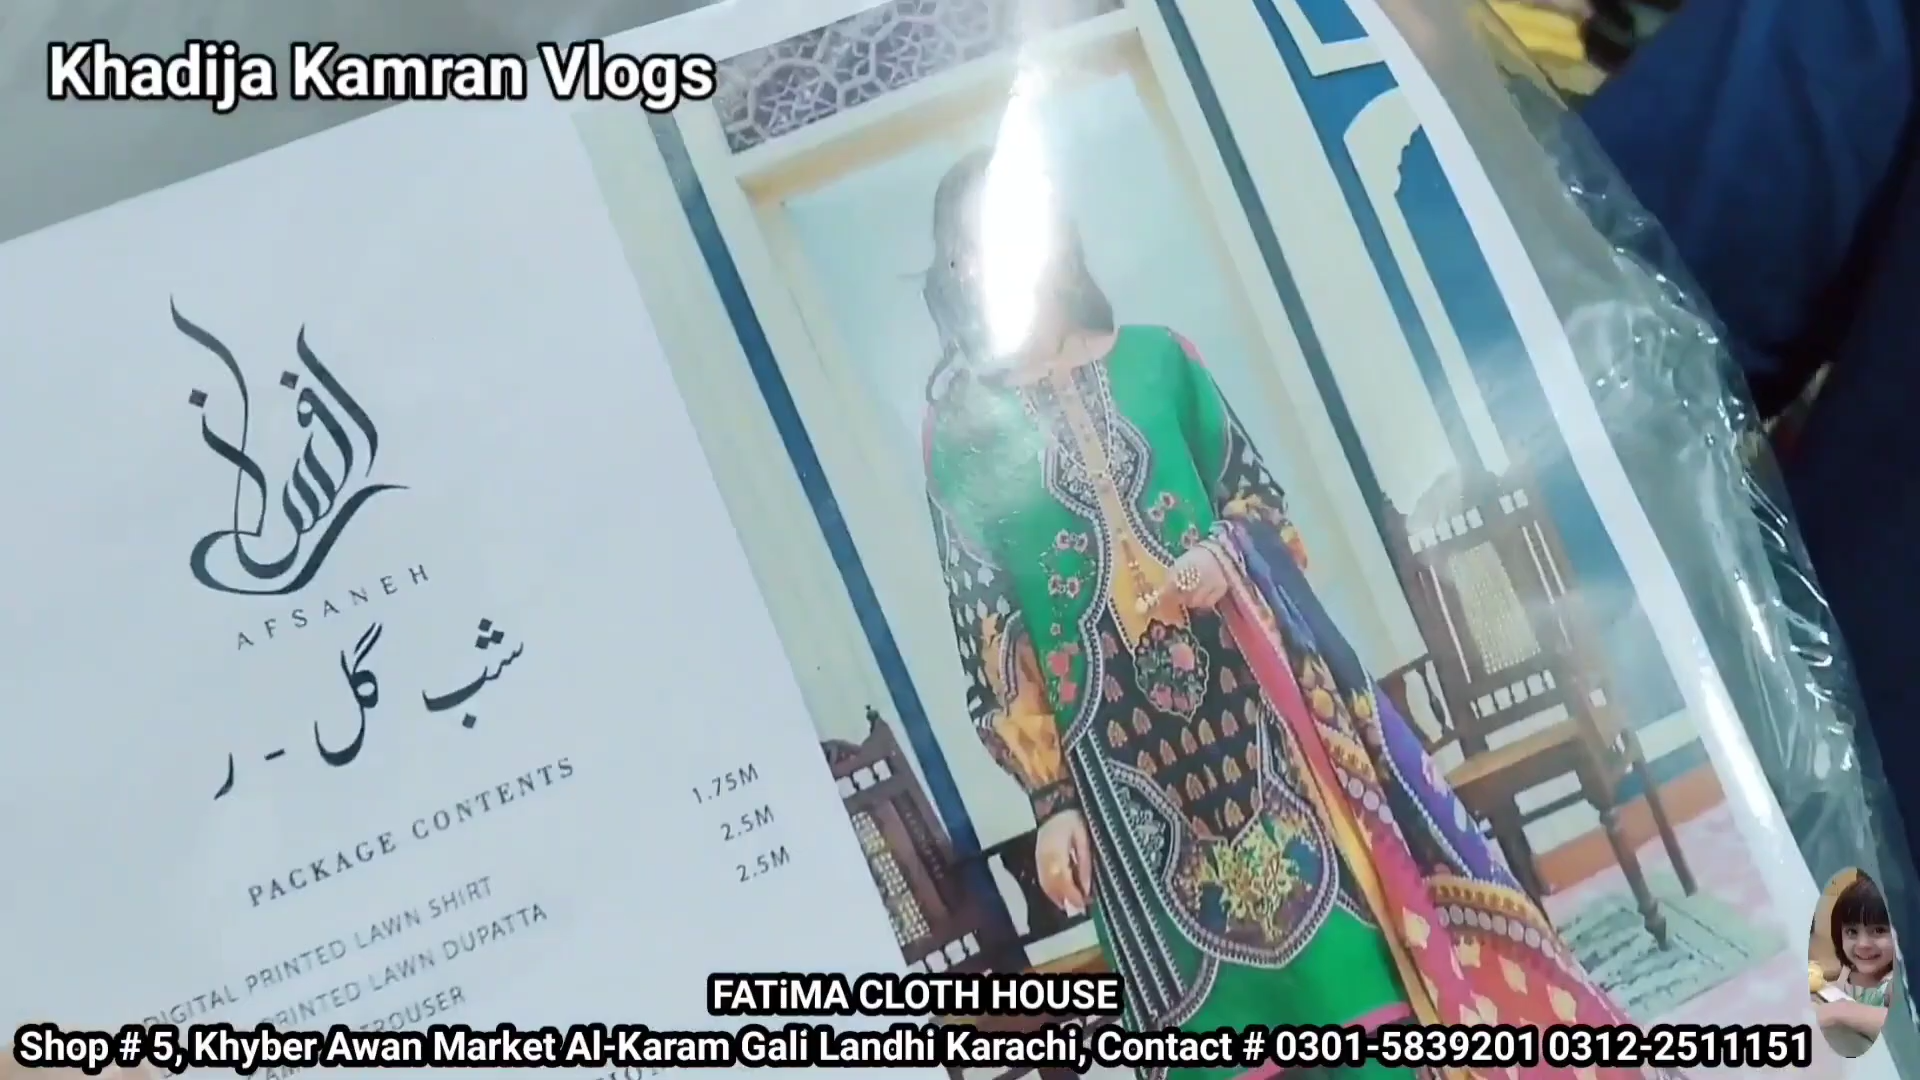 Khadija Kamran Vlogs
افسانہ
AFSANEH
شب گل - ر
PACKAGE CONTENTS
DIGITAL PRINTED LAWN SHIRT 1.75M
PRINTED LAWN DUPATTA 2.5M
TROUSER 2.5M
FATiMA CLOTH HOUSE
Shop # 5, Khyber Awan Market Al-Karam Gali Landhi Karachi, Contact # 0301-5839201 0312-2511151